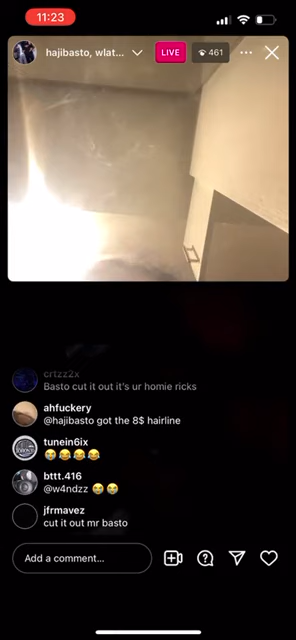 11:23
hajibasto, wlat...
LIVE
461
crtzz2x
Basto cut it out it's ur homie ricks
ahfuckery
@hajibasto got the 8$ hairline
tunein6ix
😭😂😂😂
bttt.416
@w4ndzz 😂😂
jfrmavez
cut it out mr basto
Add a comment...